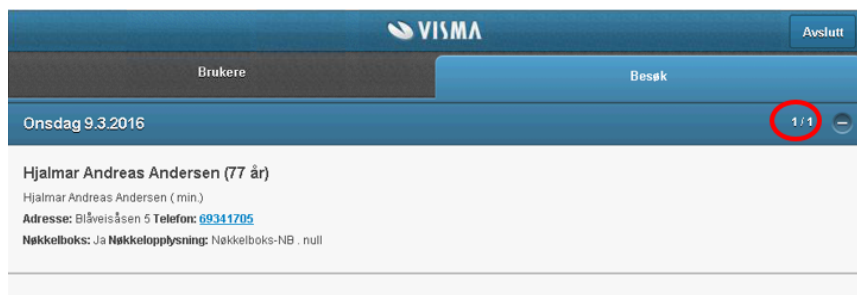 VISMA
Avslutt
Brukere
Besøk
Onsdag 9.3.2016
1 / 1
Hjalmar Andreas Andersen (77 år)
Hjalmar Andreas Andersen ( min.)
Adresse: Blåveisåsen 5 Telefon: 69341705
Nøkkelboks: Ja Nøkkelopplysning: Nøkkelboks-NB . null